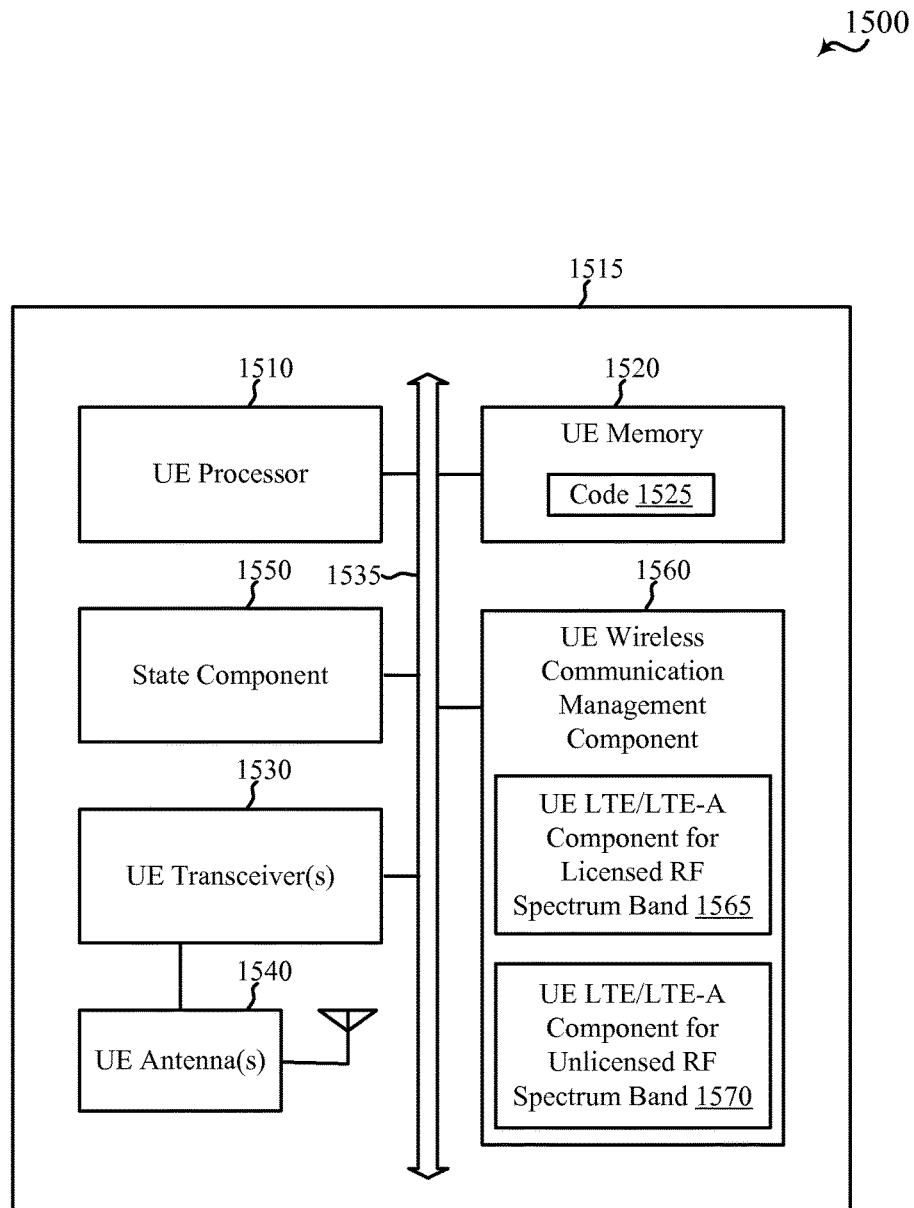 1500
1515
1510
UE Processor
1520
UE Memory
Code 1525
1535
1550
State Component
1560
UE Wireless
Communication
Management
Component
UE LTE/LTE-A
Component for
Licensed RF
Spectrum Band 1565
UE LTE/LTE-A
Component for
Unlicensed RF
Spectrum Band 1570
1530
UE Transceiver(s)
1540
UE Antenna(s)